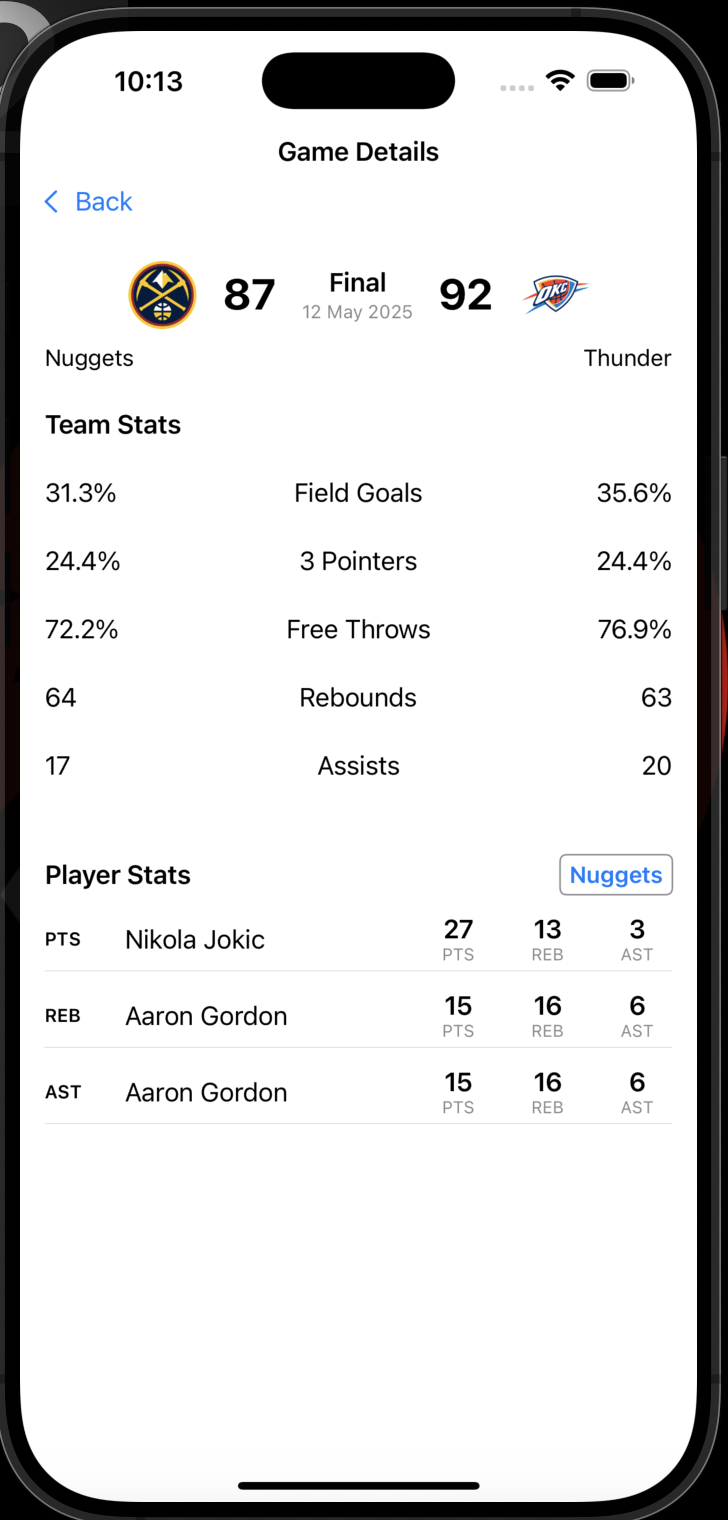 10:13
Game Details
Back
87 Final 92
12 May 2025
OKC
Nuggets Thunder
Team Stats
31.3% Field Goals 35.6%
24.4% 3 Pointers 24.4%
72.2% Free Throws 76.9%
64 Rebounds 63
17 Assists 20
Player Stats Nuggets
PTS Nikola Jokic 27 13 3
PTS REB AST
REB Aaron Gordon 15 16 6
PTS REB AST
AST Aaron Gordon 15 16 6
PTS REB AST